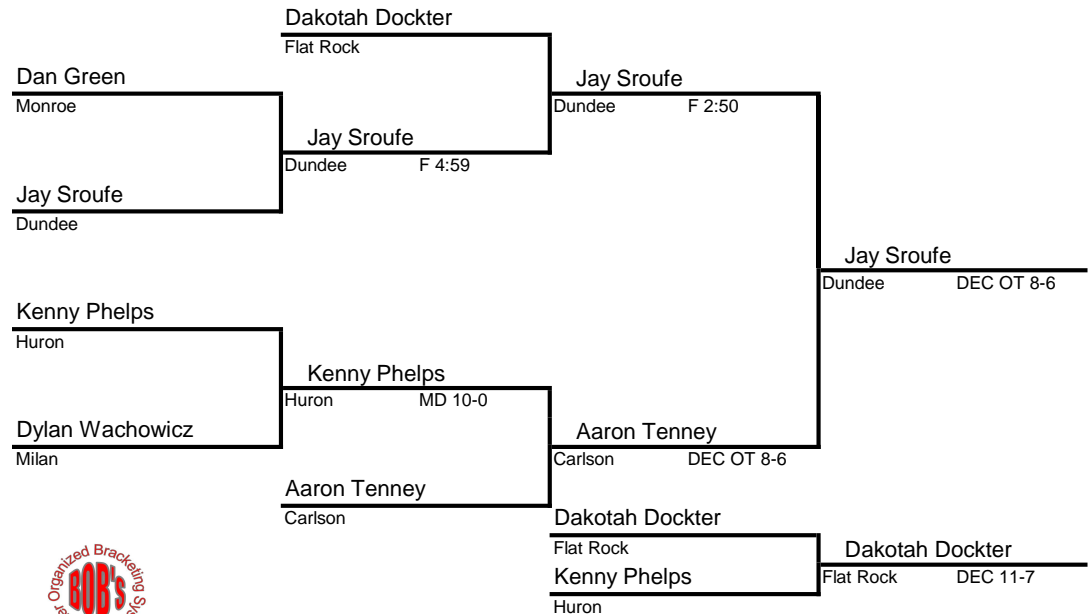 Dakotah Dockter
Flat Rock
Dan Green
Monroe
Jay Sroufe
Dundee F 2:50
Jay Sroufe
Dundee F 4:59
Jay Sroufe
Dundee
Jay Sroufe
Dundee DEC OT 8-6
Kenny Phelps
Huron
Kenny Phelps
Huron MD 10-0
Dylan Wachowicz
Milan
Aaron Tenney
Carlson DEC OT 8-6
Aaron Tenney
Carlson
Dakotah Dockter
Flat Rock
Dakotah Dockter
Flat Rock DEC 11-7
Kenny Phelps
Huron
Organized Bracketing
BOB'S